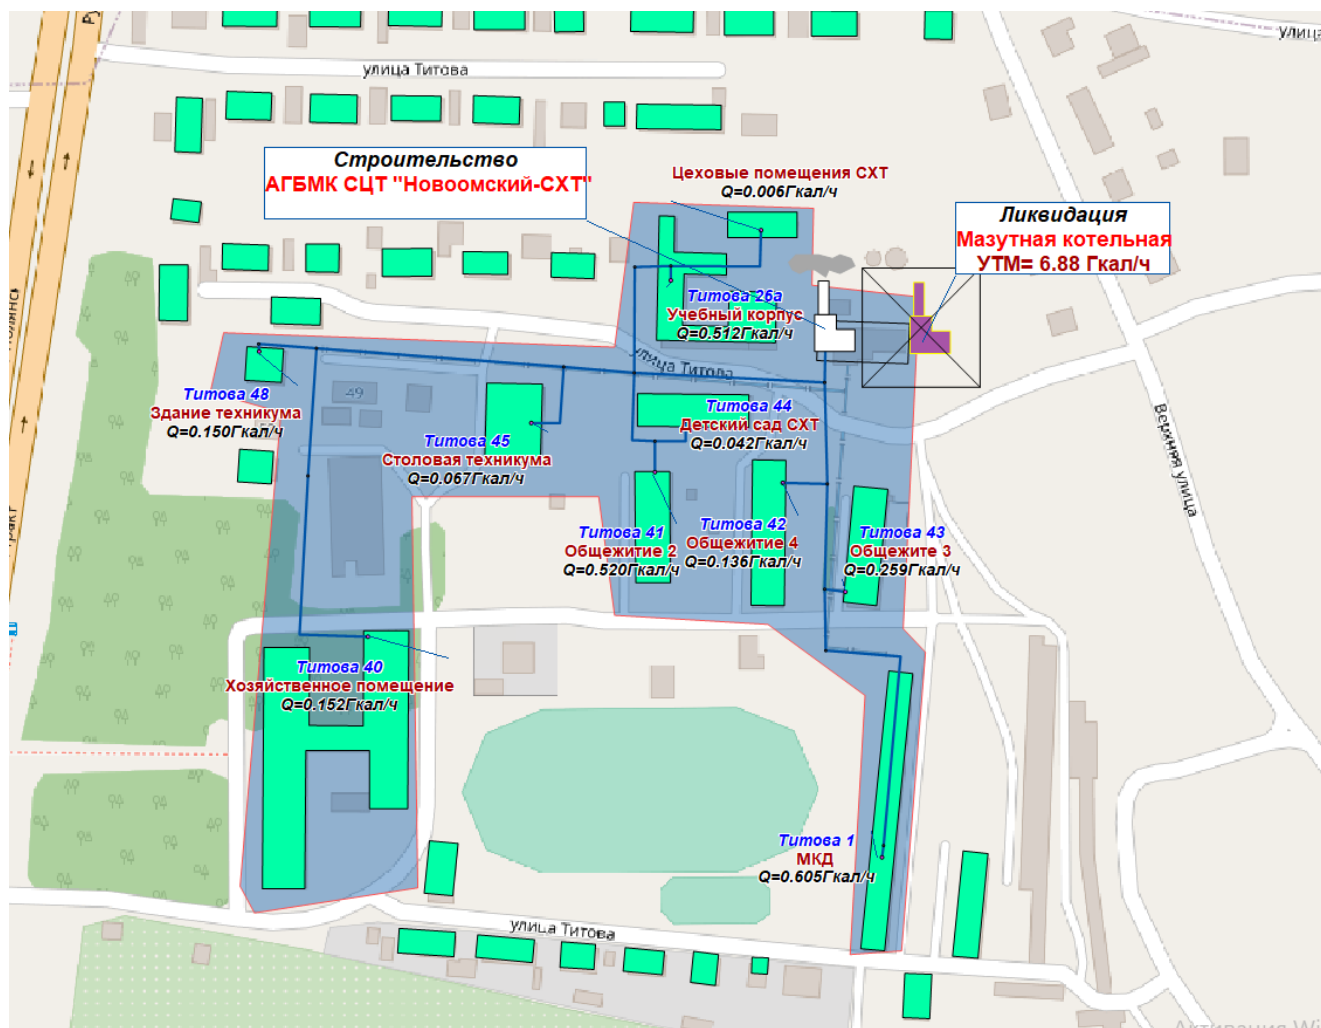 улица
улица Титова
Строительство
АГБМК СЦТ "Новоомский-СХТ"
Цеховые помещения СХТ
Q=0.006Гкал/ч
Ликвидация
Мазутная котельная
УТМ= 6.88 Гкал/ч
Титова 26а
Учебный корпус
Q=0.512Гкал/ч
улица Титова
Титова 48
Здание техникума
Q=0.150Гкал/ч
49
Титова 45
Столовая техникума
Q=0.067Гкал/ч
Титова 44
Детский сад СХТ
Q=0.042Гкал/ч
Верхняя улица
тракт
Титова 41
Общежитие 2
Q=0.520Гкал/ч
Титова 42
Общежитие 4
Q=0.136Гкал/ч
Титова 43
Общежите 3
Q=0.259Гкал/ч
Титова 40
Хозяйственное помещение
Q=0.152Гкал/ч
Титова 1
МКД
Q=0.605Гкал/ч
улица Титова